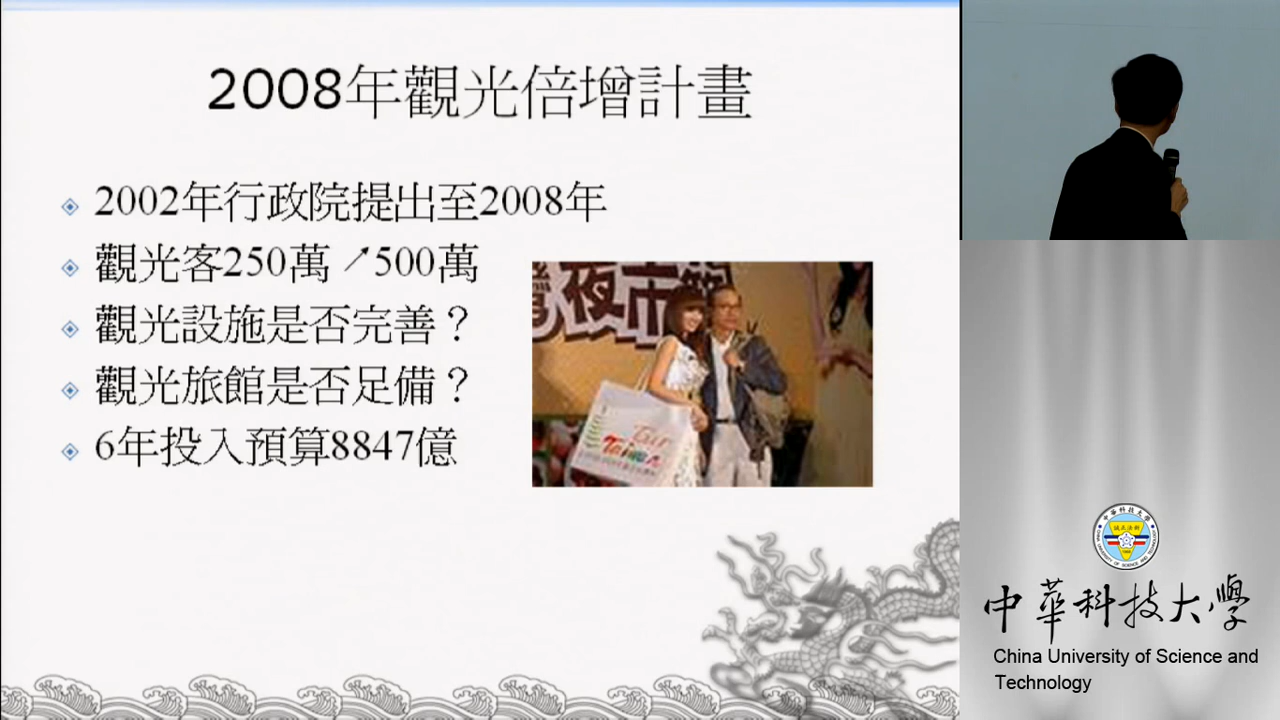 2008年觀光倍增計畫
2002年行政院提出至2008年
觀光客250萬↗500萬
觀光設施是否完善？
觀光旅館是否足備？
6年投入預算8847億
夜市
Tour
Taiwan
中華科技大學
China University of Science and
Technology